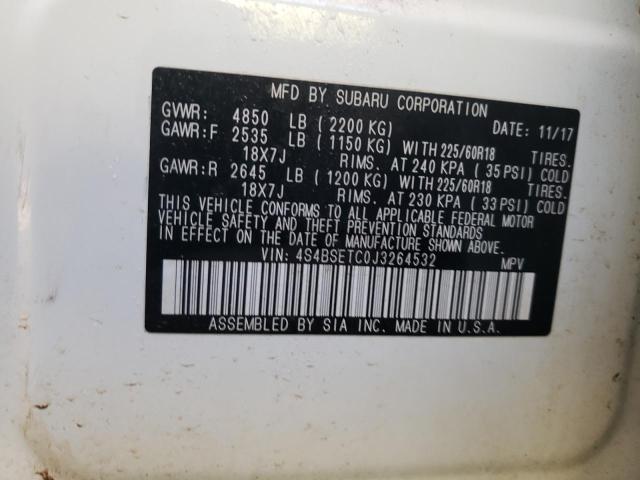 MFD BY SUBARU CORPORATION
GVWR: 4850 LB (2200 KG) DATE: 11/17
GAWR:F 2535 LB (1150 KG) WITH 225/60R18 TIRES.
18X7J RIMS. AT 240 KPA (35 PSI) COLD
GAWR:R 2645 LB (1200 KG) WITH 225/60R18 TIRES.
18X7J RIMS. AT 230 KPA (33 PSI) COLD
THIS VEHICLE CONFORMS TO ALL APPLICABLE FEDERAL MOTOR
VEHICLE SAFETY AND THEFT PREVENTION STANDARDS
IN EFFECT ON THE DATE OF MANUFACTURE SHOWN ABOVE.
VIN: 4S4BSETC0J3264532 MPV
ASSEMBLED BY SIA INC. MADE IN U.S.A.